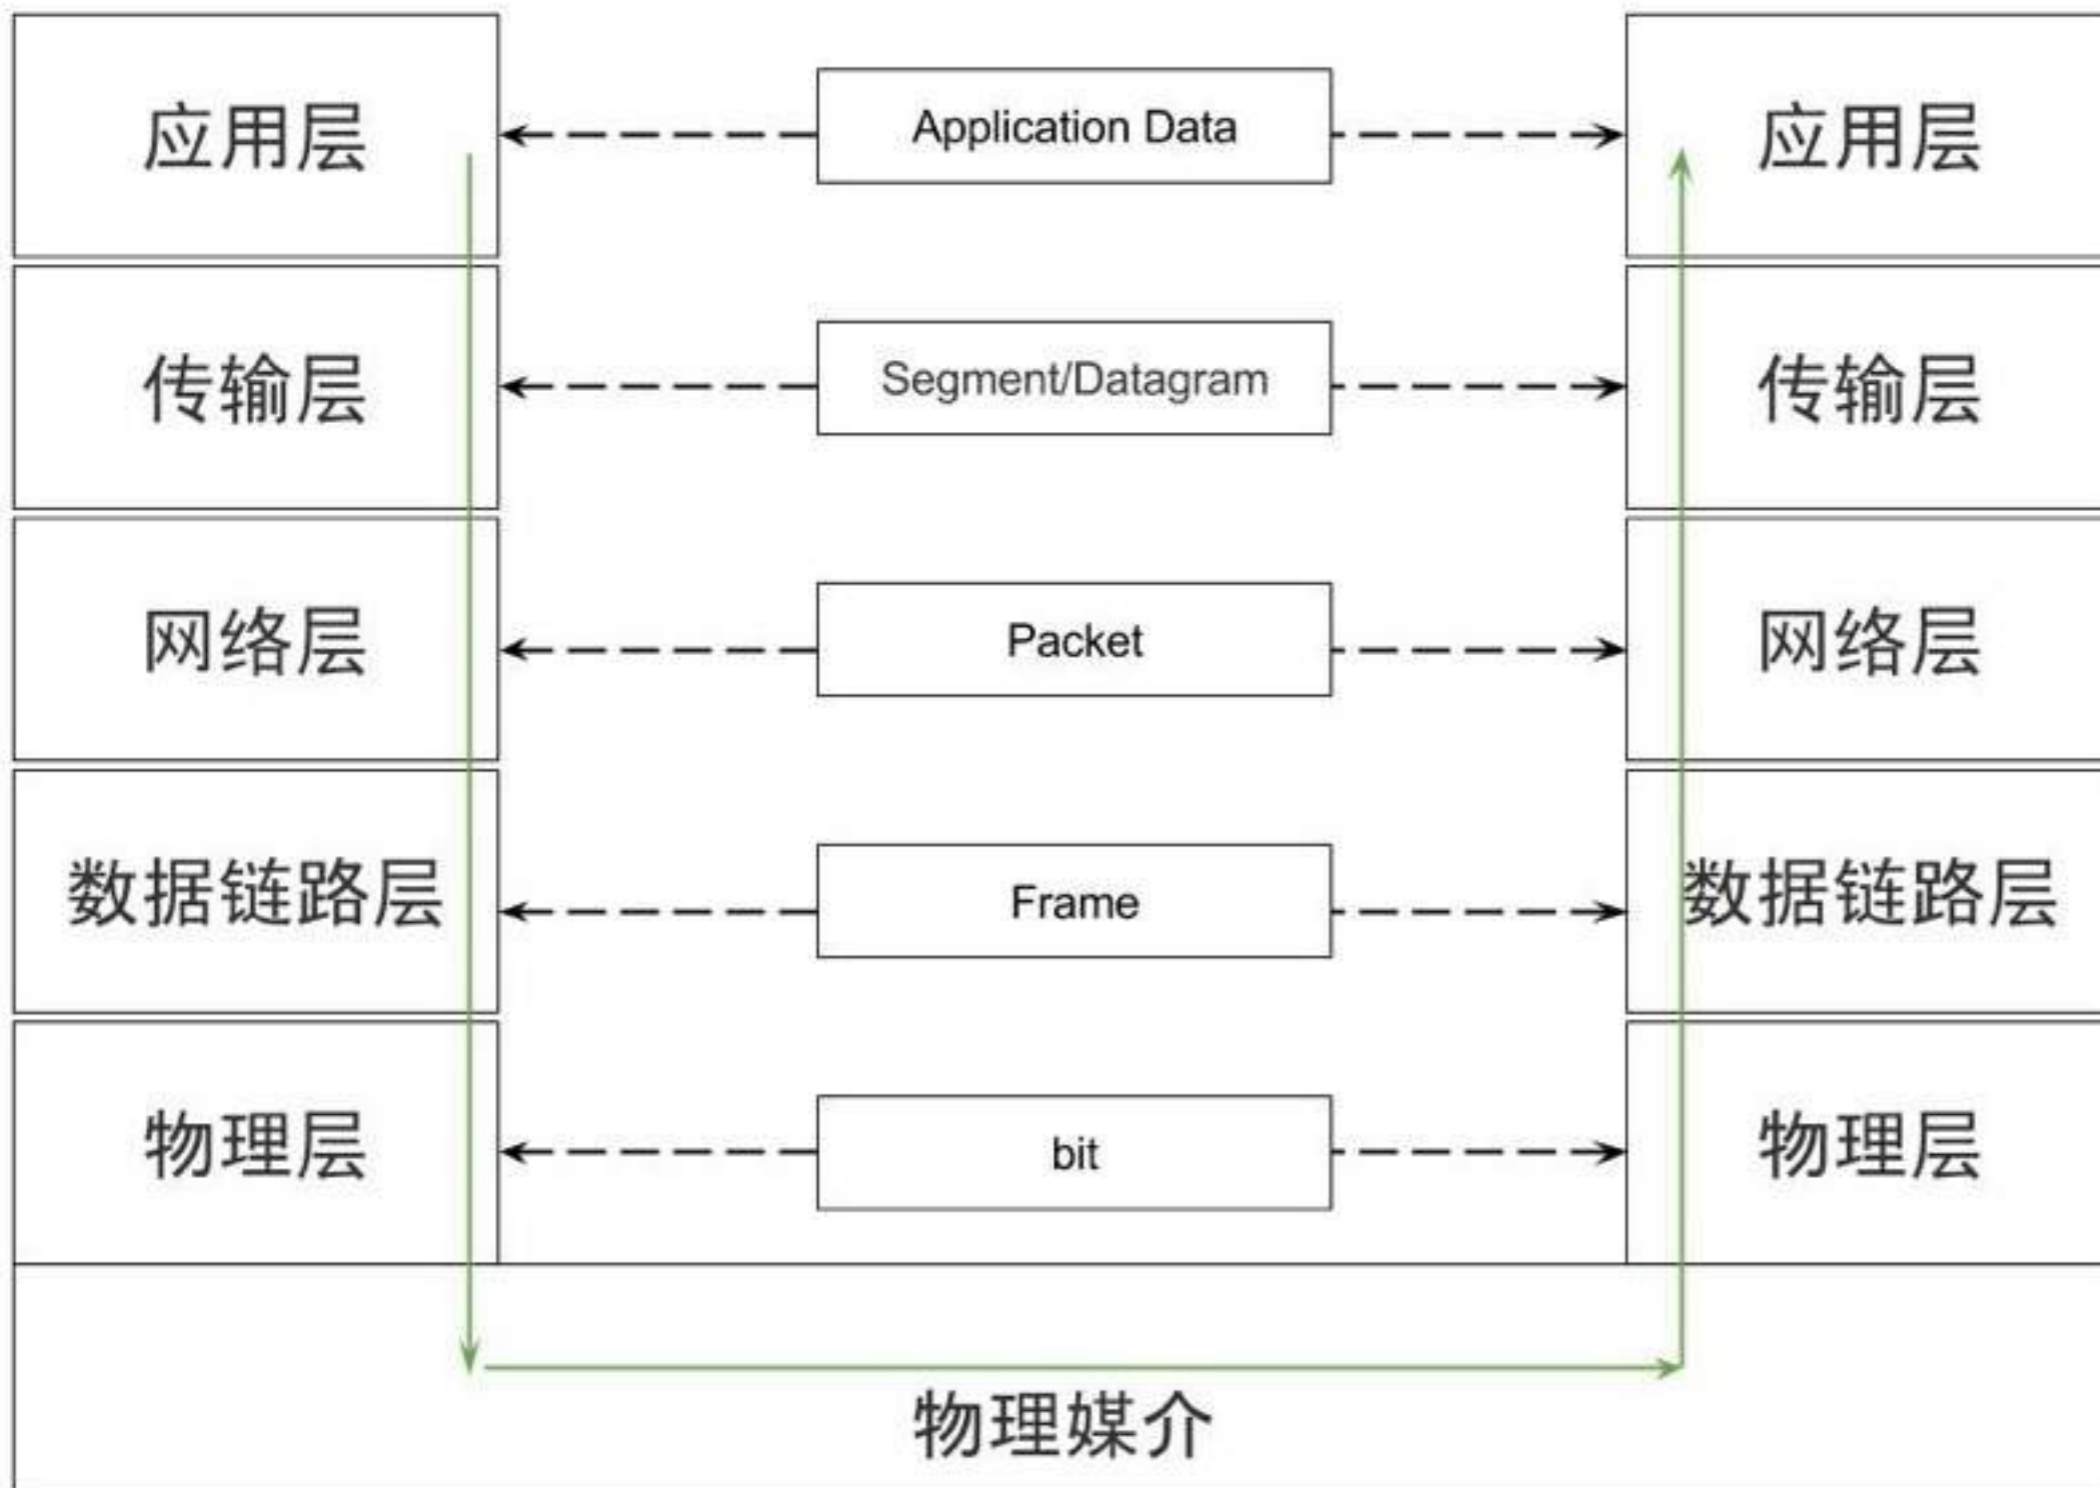 应用层
Application Data
应用层
传输层
Segment/Datagram
传输层
网络层
Packet
网络层
数据链路层
Frame
数据链路层
物理层
bit
物理层
物理媒介